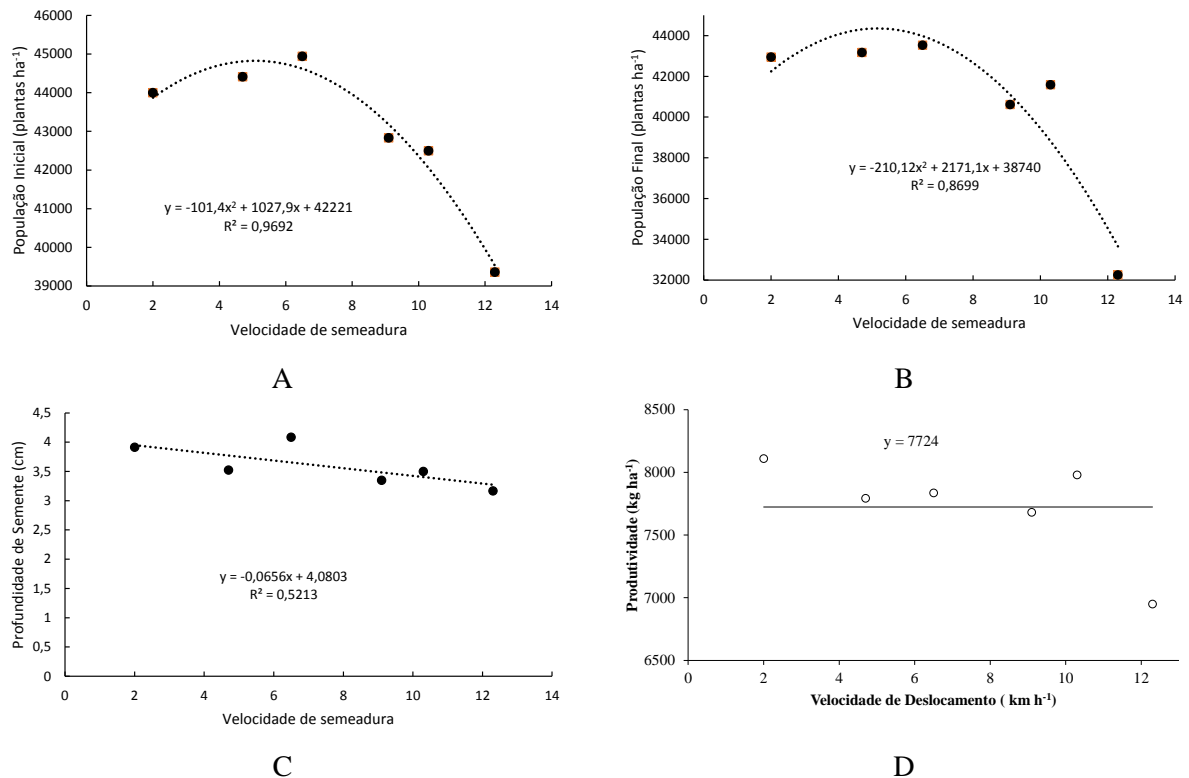 46000
45000
44000
43000
42000
41000
40000
39000
População Inicial (plantas ha⁻¹)
y = -101,4x² + 1027,9x + 42221
R² = 0,9692
0 2 4 6 8 10 12 14
Velocidade de semeadura
A
44000
42000
40000
38000
36000
34000
32000
População Final (plantas ha⁻¹)
y = -210,12x² + 2171,1x + 38740
R² = 0,8699
0 2 4 6 8 10 12 14
Velocidade de semeadura
B
4,5
4
3,5
3
2,5
2
1,5
1
0,5
0
Profundidade de Semente (cm)
y = -0,0656x + 4,0803
R² = 0,5213
0 2 4 6 8 10 12 14
Velocidade de semeadura
C
8500
8000
7500
7000
6500
Produtividade (kg ha⁻¹)
y = 7724
0 2 4 6 8 10 12
Velocidade de Deslocamento ( km h⁻¹)
D